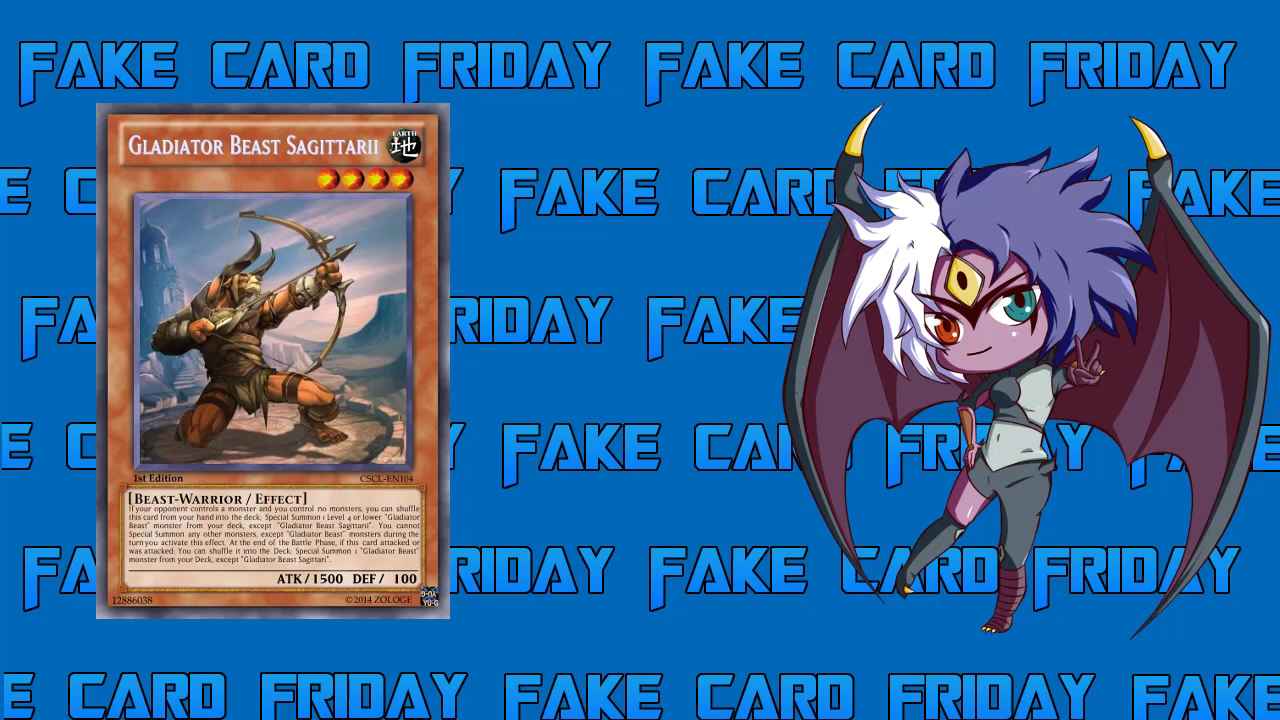 FAKE CARD FRIDAY FAKE CARD FRIDAY
GLADIATOR BEAST SAGITTARII
EARTH
地
E C FAKE CARD FAKE
FA RIDAY FAKE
E C FAKE CAR FRIDAY FAKE
FA RIDAY FAKE CARD FRIDAY
E CARD FRIDAY FAKE CARD FRIDAY FAKE
1st Edition CSCL-EN104
[BEAST-WARRIOR / EFFECT]
If your opponent controls a monster and you control no monsters, you can shuffle
this card from your hand into the deck; Special Summon 1 Level 4 or lower "Gladiator
Beast" monster from your deck, except "Gladiator Beast Sagittarii". You cannot
Special Summon any other monsters, except "Gladiator Beast" monsters during the
turn you activate this effect. At the end of the Battle Phase, if this card attacked or
was attacked: You can shuffle it into the Deck; Special Summon 1 "Gladiator Beast"
monster from your Deck, except "Gladiator Beast Sagittari".
ATK/1500 DEF/ 100
12886038 ©2014 ZOLOGE